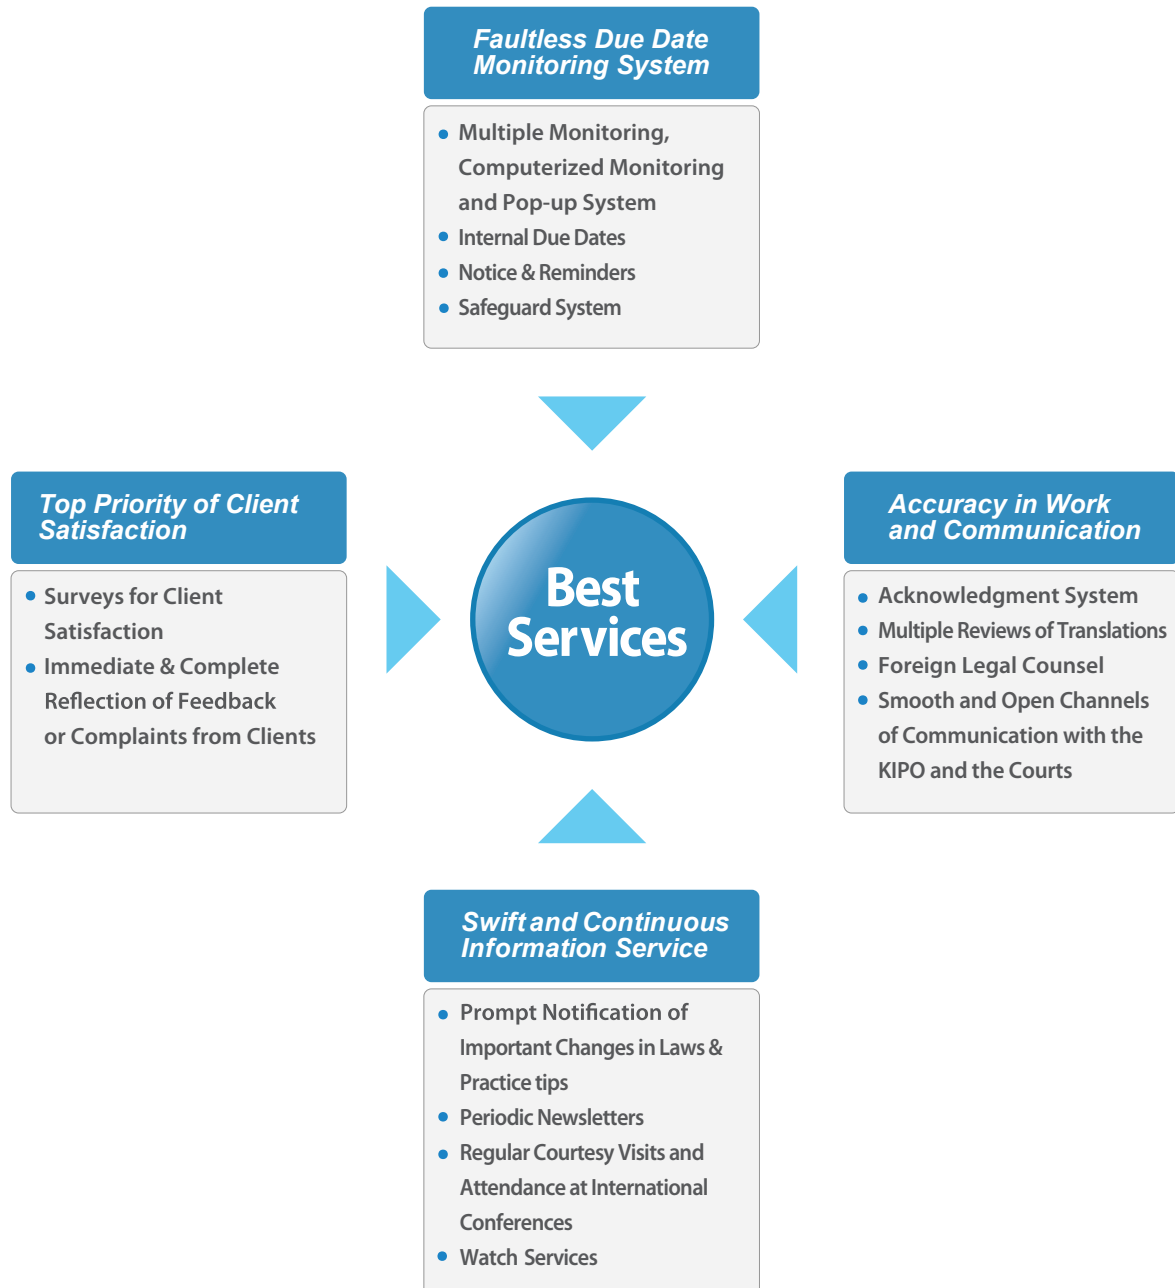 Faultless Due Date
Monitoring System
Multiple Monitoring,
Computerized Monitoring
and Pop-up System
Internal Due Dates
Notice & Reminders
Safeguard System
Top Priority of Client
Satisfaction
Surveys for Client
Satisfaction
Immediate & Complete
Reflection of Feedback
or Complaints from Clients
Best
Services
Accuracy in Work
and Communication
Acknowledgment System
Multiple Reviews of Translations
Foreign Legal Counsel
Smooth and Open Channels
of Communication with the
KIPO and the Courts
Swift and Continuous
Information Service
Prompt Notification of
Important Changes in Laws &
Practice tips
Periodic Newsletters
Regular Courtesy Visits and
Attendance at International
Conferences
Watch Services